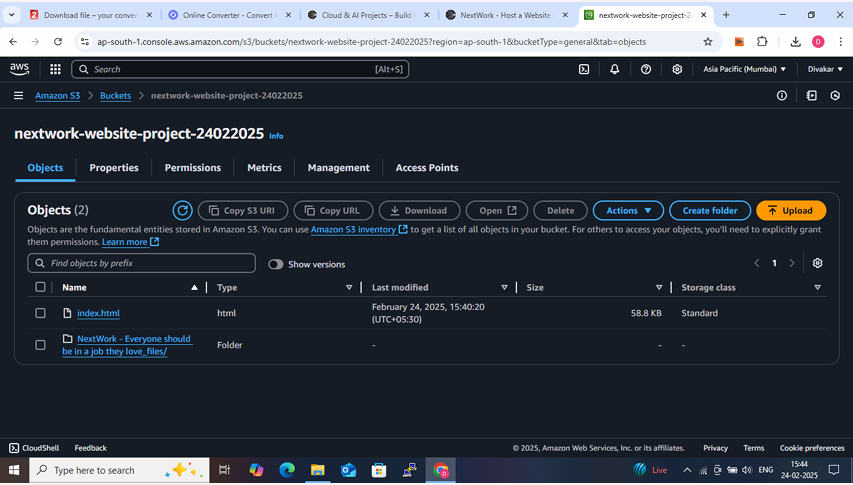 Download file – your conver
Online Converter - Convert I
Cloud & AI Projects – Build R
NextWork - Host a Website o
nextwork-website-project-24
ap-south-1.console.aws.amazon.com/s3/buckets/nextwork-website-project-24022025?region=ap-south-1&bucketType=general&tab=objects
D
aws
Search
[Alt+S]
Asia Pacific (Mumbai)
Divakar
Amazon S3
Buckets
nextwork-website-project-24022025
nextwork-website-project-24022025 Info
Objects
Properties
Permissions
Metrics
Management
Access Points
Objects (2)
Copy S3 URI
Copy URL
Download
Open
Delete
Actions
Create folder
Upload
Objects are the fundamental entities stored in Amazon S3. You can use Amazon S3 inventory to get a list of all objects in your bucket. For others to access your objects, you'll need to explicitly grant
them permissions. Learn more
Find objects by prefix
Show versions
1
Name
Type
Last modified
Size
Storage class
index.html
html
February 24, 2025, 15:40:20
(UTC+05:30)
58.8 KB
Standard
NextWork - Everyone should
be in a job they love_files/
Folder
-
-
-
CloudShell
Feedback
© 2025, Amazon Web Services, Inc. or its affiliates.
Privacy
Terms
Cookie preferences
Type here to search
Live
ENG
15:44
24-02-2025